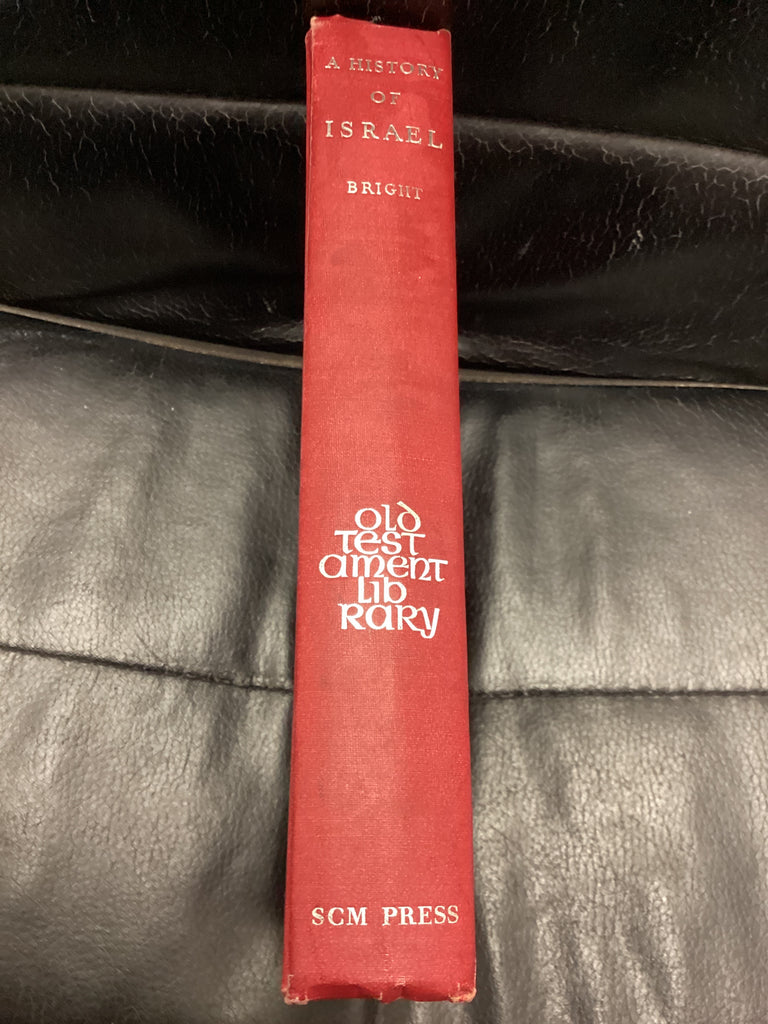 A HISTORY
OF
ISRAEL
BRIGHT
OLD
TEST
AMENT
LIB
RARY
SCM PRESS